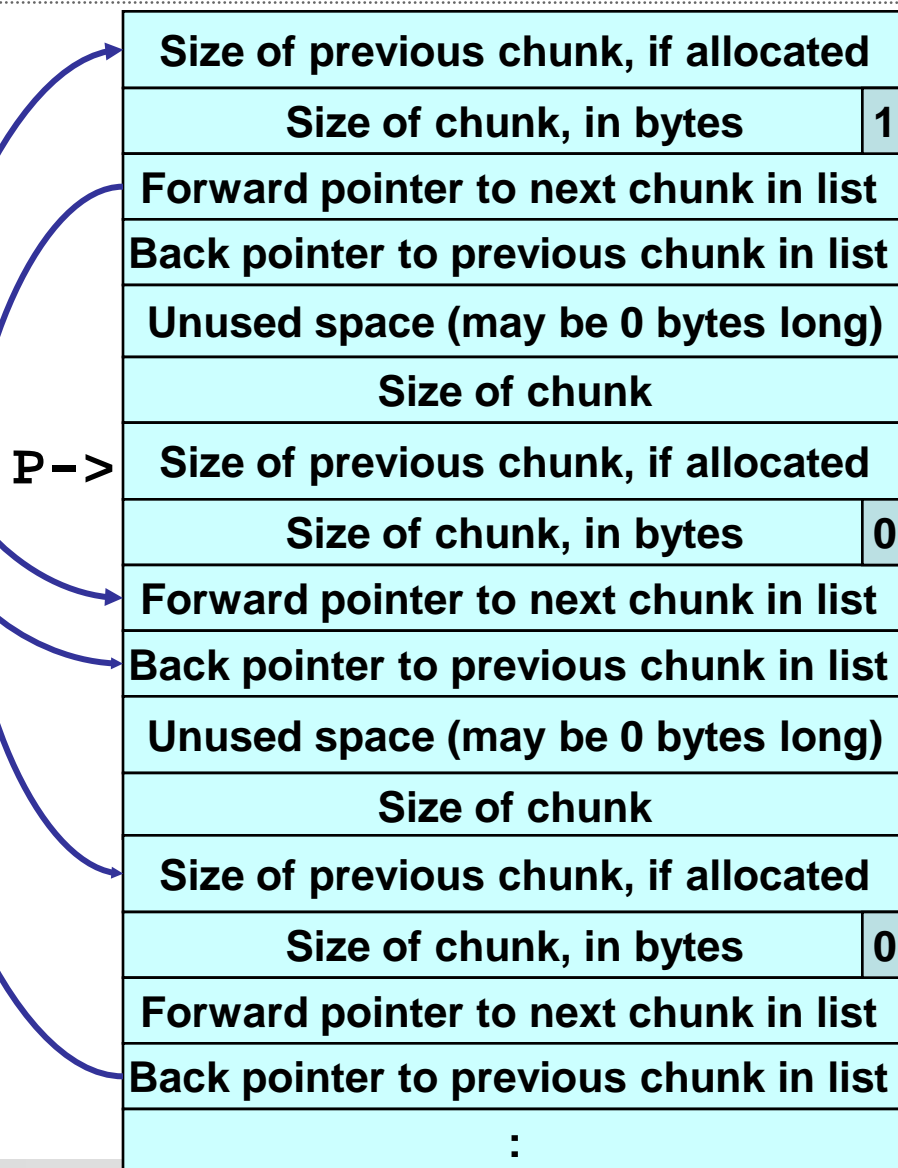 Size of previous chunk, if allocated
Size of chunk, in bytes 1
Forward pointer to next chunk in list
Back pointer to previous chunk in list
Unused space (may be 0 bytes long)
Size of chunk
P-> Size of previous chunk, if allocated
Size of chunk, in bytes 0
Forward pointer to next chunk in list
Back pointer to previous chunk in list
Unused space (may be 0 bytes long)
Size of chunk
Size of previous chunk, if allocated
Size of chunk, in bytes 0
Forward pointer to next chunk in list
Back pointer to previous chunk in list
: